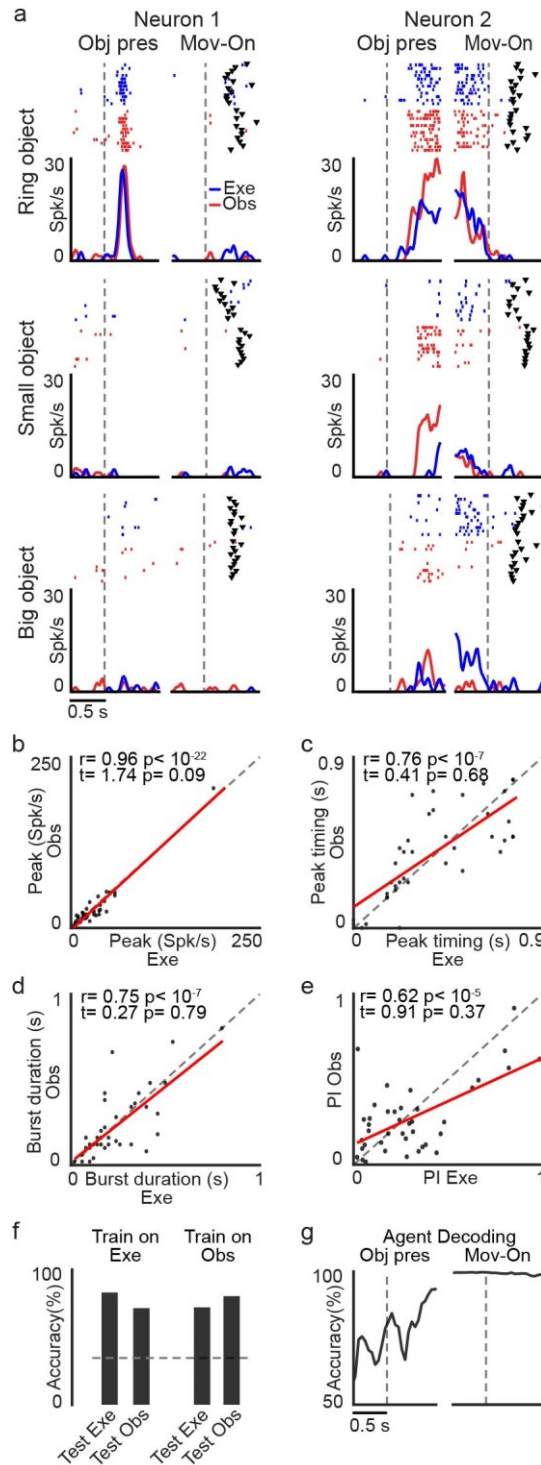 a
Neuron 1
Neuron 2
Obj pres
Mov-On
Obj pres
Mov-On
Ring object
30
Spk/s
0
Exe
Obs
30
0
Small object
30
Spk/s
0
30
Spk/s
0
Big object
30
Spk/s
0
30
Spk/s
0
0.5 s
b
r= 0.96 p< 10-22
t= 1.74 p= 0.09
250
Peak (Spk/s)
Obs
0
0
Peak (Spk/s)
250
Exe
c
r= 0.76 p< 10-7
t= 0.41 p= 0.68
0.9
Peak timing (s)
Obs
0
0
Peak timing (s)
0.9
Exe
d
r= 0.75 p< 10-7
t= 0.27 p= 0.79
1
Burst duration (s)
Obs
0
0
Burst duration (s)
1
Exe
e
r= 0.62 p< 10-5
t= 0.91 p= 0.37
1
PI Obs
0
0
PI Exe
1
f
Train on
Exe
Train on
Obs
100
Accuracy(%)
0
Test Exe
Test Obs
Test Exe
Test Obs
g
Agent Decoding
Obj pres
Mov-On
100
Accuracy(%)
50
0.5 s